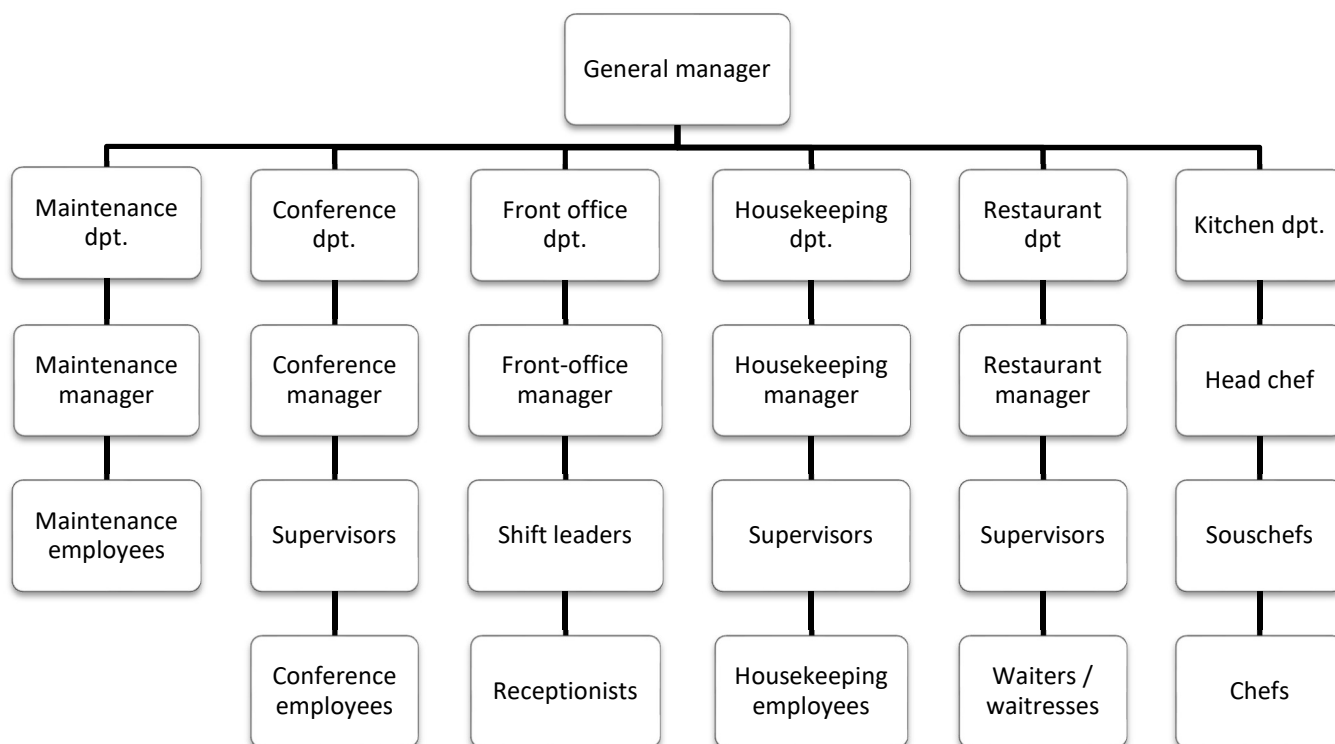 General manager
Maintenance
dpt.
Conference
dpt.
Front office
dpt.
Housekeeping
dpt.
Restaurant
dpt
Kitchen dpt.
Maintenance
manager
Conference
manager
Front-office
manager
Housekeeping
manager
Restaurant
manager
Head chef
Maintenance
employees
Supervisors
Shift leaders
Supervisors
Supervisors
Souschefs
Conference
employees
Receptionists
Housekeeping
employees
Waiters /
waitresses
Chefs